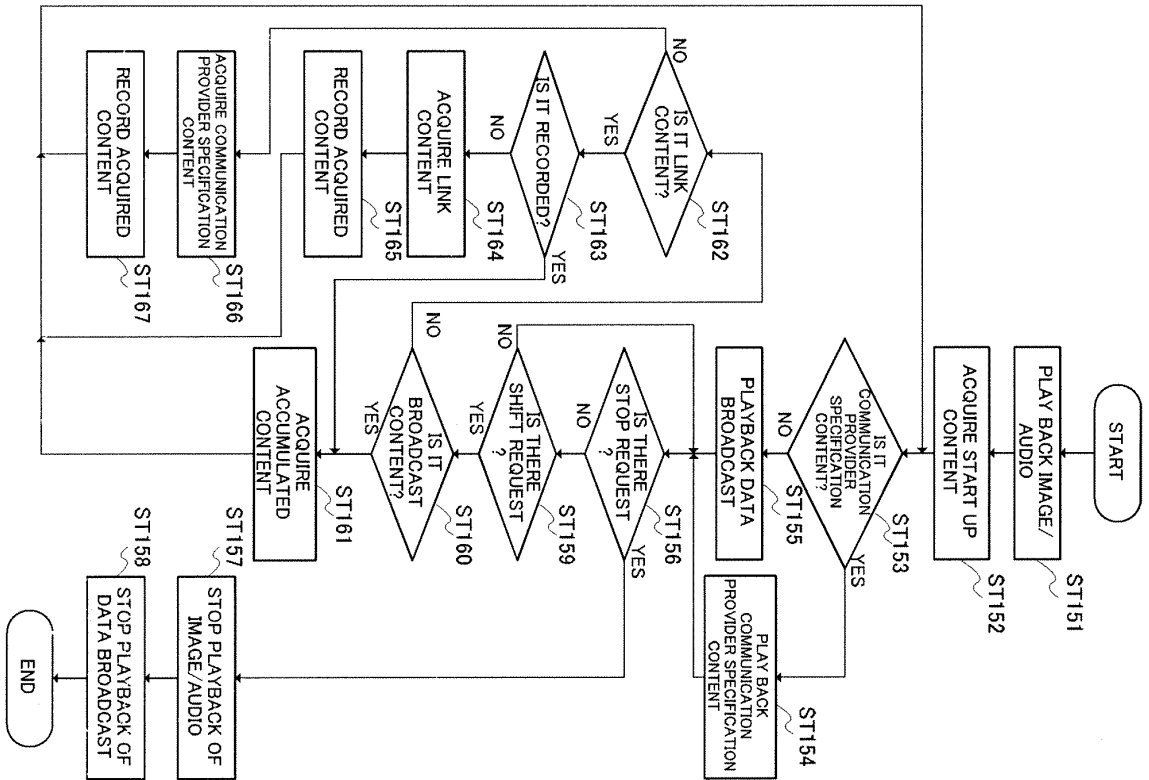 START
PLAY BACK IMAGE/
AUDIO
ST151
ACQUIRE START UP
CONTENT
ST152
IS IT
COMMUNICATION
PROVIDER
SPECIFICATION
CONTENT?
ST153
YES
NO
PLAY BACK
COMMUNICATION
PROVIDER SPECIFICATION
CONTENT
ST154
PLAYBACK DATA
BROADCAST
ST155
IS THERE
STOP REQUEST
?
ST156
YES
NO
IS THERE
SHIFT REQUEST
?
ST159
NO
YES
IS IT
BROADCAST
CONTENT?
ST160
NO
YES
ACQUIRE
ACCUMULATED
CONTENT
ST161
IS IT LINK
CONTENT?
ST162
NO
YES
IS IT RECORDED?
ST163
YES
NO
ACQUIRE LINK
CONTENT
ST164
RECORD ACQUIRED
CONTENT
ST165
ACQUIRE COMMUNICATION
PROVIDER SPECIFICATION
CONTENT
ST166
RECORD ACQUIRED
CONTENT
ST167
STOP PLAYBACK OF
IMAGE/AUDIO
ST157
STOP PLAYBACK OF
DATA BROADCAST
ST158
END